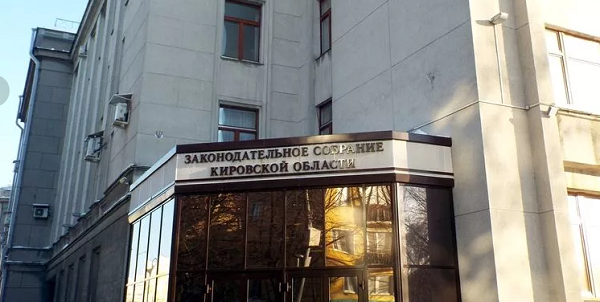 ЗАКОНОДАТЕЛЬНОЕ СОБРАНИЕ
КИРОВСКОЙ ОБЛАСТИ